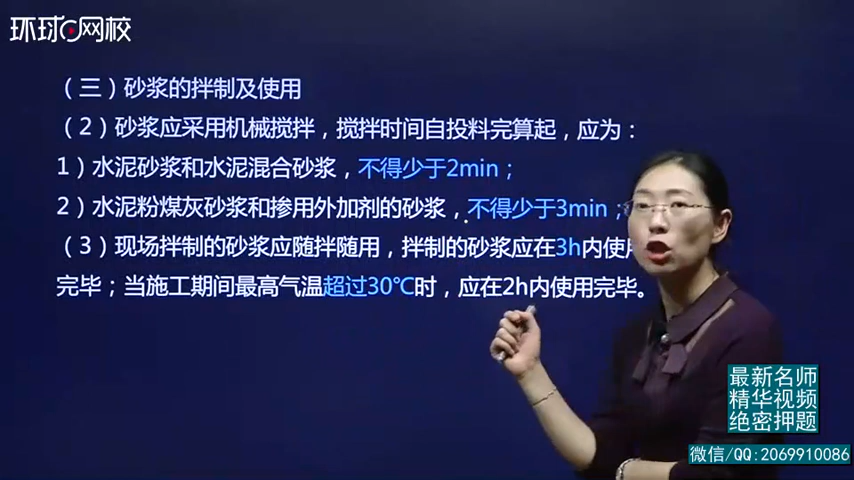 环球网校
(三)砂浆的拌制及使用
(2)砂浆应采用机械搅拌，搅拌时间自投料完算起，应为：
1)水泥砂浆和水泥混合砂浆，不得少于2min；
2)水泥粉煤灰砂浆和掺用外加剂的砂浆，不得少于3min；
(3)现场拌制的砂浆应随拌随用，拌制的砂浆应在3h内使
完毕；当施工期间最高气温超过30℃时，应在2h内使用完毕。
最新名师
精华视频
绝密押题
微信/QQ:2069910086